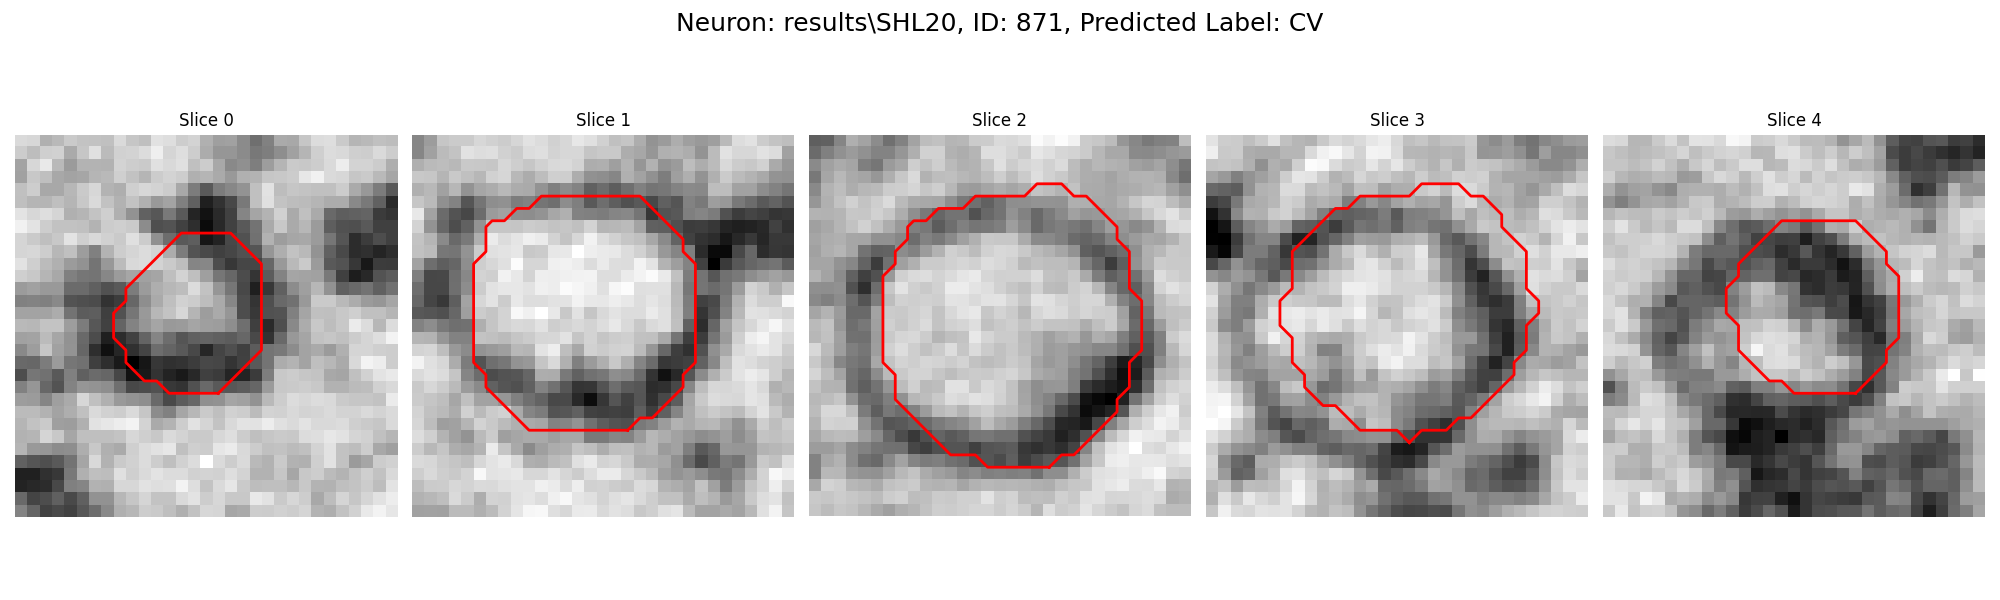 Neuron: results\SHL20, ID: 871, Predicted Label: CV
Slice 0
Slice 1
Slice 2
Slice 3
Slice 4